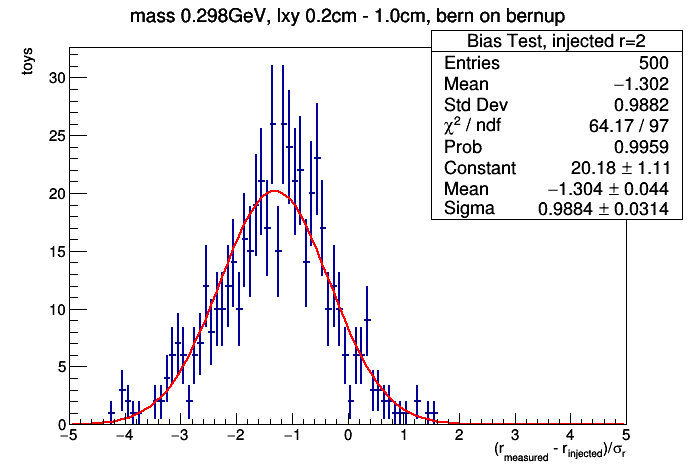 mass 0.298GeV, lxy 0.2cm - 1.0cm, bern on bernup
Bias Test, injected r=2
Entries 500
Mean −1.302
Std Dev 0.9882
χ² / ndf 64.17 / 97
Prob 0.9959
Constant 20.18 ± 1.11
Mean −1.304 ± 0.044
Sigma 0.9884 ± 0.0314
toys
30
25
20
15
10
5
0
−5 −4 −3 −2 −1 0 1 2 3 4 5
(r_measured - r_injected)/σ_r